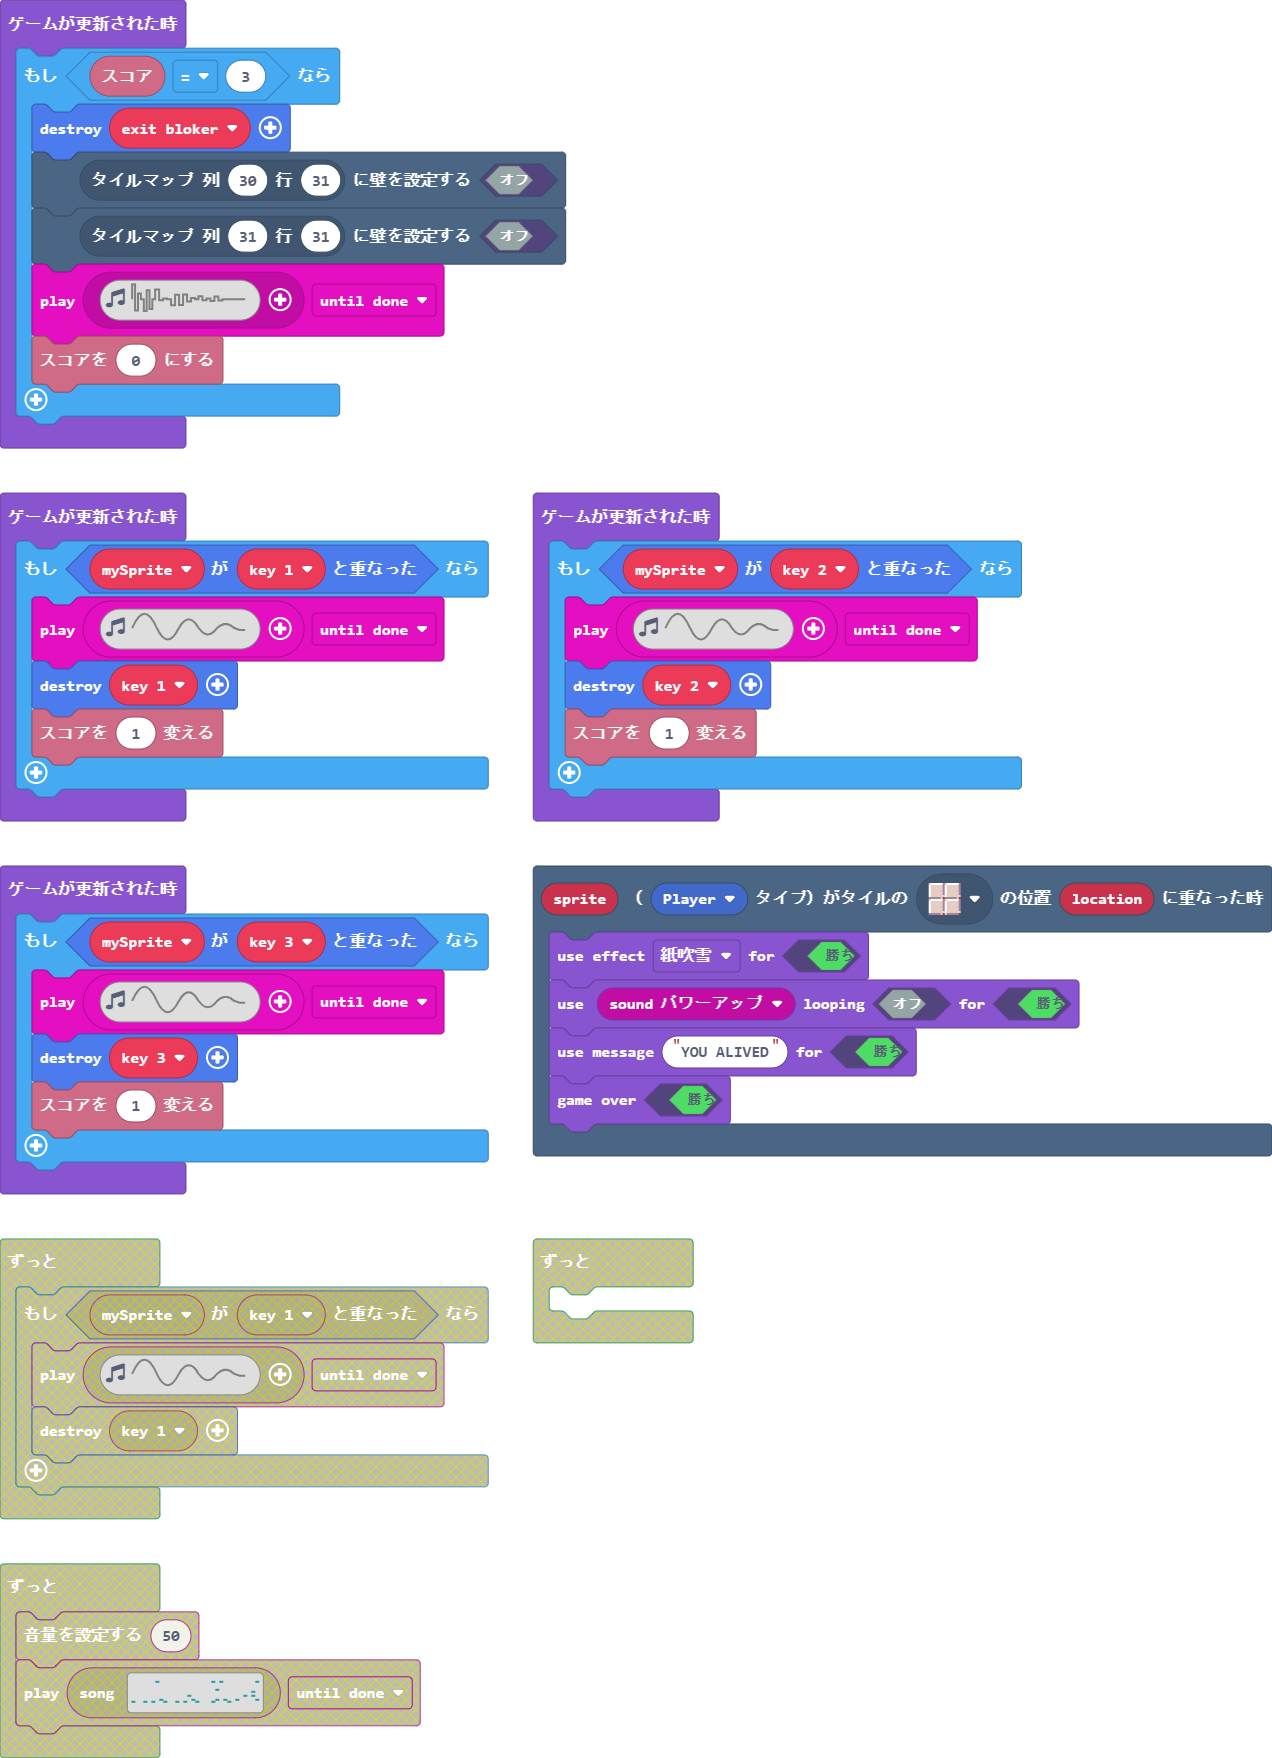 ゲームが更新された時
もし スコア = 3 なら
destroy exit bloker
タイルマップ 列 30 行 31 に壁を設定する オフ
タイルマップ 列 31 行 31 に壁を設定する オフ
play until done
スコアを 0 にする
ゲームが更新された時
もし mySprite が key 1 と重なった なら
play until done
destroy key 1
スコアを 1 変える
ゲームが更新された時
もし mySprite が key 2 と重なった なら
play until done
destroy key 2
スコアを 1 変える
ゲームが更新された時
もし mySprite が key 3 と重なった なら
play until done
destroy key 3
スコアを 1 変える
sprite ( Player タイプ) がタイルの の位置 location に重なった時
use effect 紙吹雪 for 勝ち
use sound パワーアップ looping オフ for 勝ち
use message "YOU ALIVED" for 勝ち
game over 勝ち
ずっと
もし mySprite が key 1 と重なった なら
play until done
destroy key 1
ずっと
ずっと
音量を設定する 50
play song until done